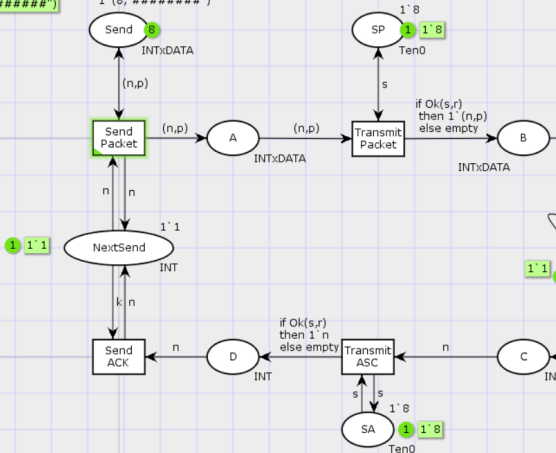 ######")
1`(8,"########")
Send
8
INTxDATA
1`8
SP
1
1`8
Ten0
(n,p)
s
if Ok(s,r)
then 1`(n,p)
else empty
Send
Packet
(n,p)
A
(n,p)
Transmit
Packet
B
INTxDATA
INTxDATA
n
n
1`1
1
1`1
NextSend
INT
1`1
k
n
if Ok(s,r)
then 1`n
else empty
Send
ACK
n
D
Transmit
ASC
n
C
INT
IN
s
s
1`8
SA
1
1`8
Ten0